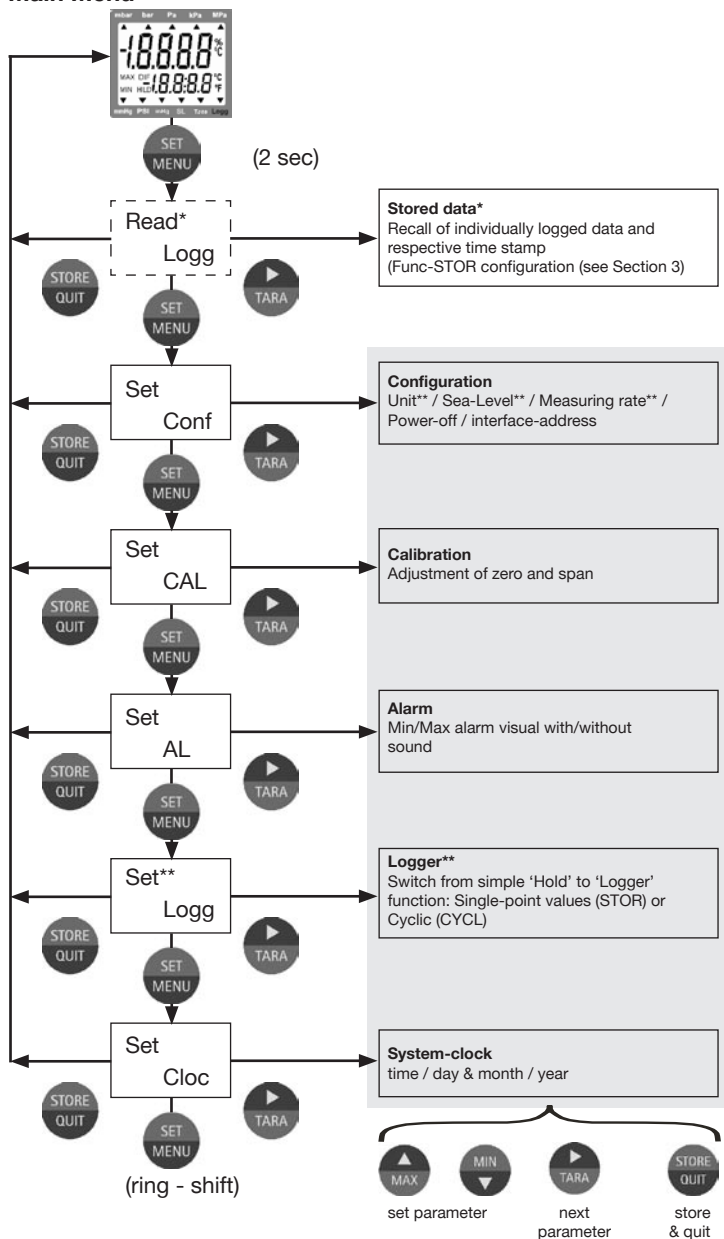 mbar bar Pa kPa MPa
-1.8.8.8.8 % °C
MAX DIF
MIN HLD -1.8.8:8.8 °C °F
mmHg PSI SL Logg
SET
MENU
(2 sec)
Read*
Logg
STORE
QUIT
SET
MENU
TARA
Stored data*
Recall of individually logged data and
respective time stamp
(Func-STOR configuration (see Section 3)
Set
Conf
STORE
QUIT
SET
MENU
TARA
Configuration
Unit** / Sea-Level** / Measuring rate** /
Power-off / interface-address
Set
CAL
STORE
QUIT
SET
MENU
TARA
Calibration
Adjustment of zero and span
Set
AL
STORE
QUIT
SET
MENU
TARA
Alarm
Min/Max alarm visual with/without
sound
Set**
Logg
STORE
QUIT
SET
MENU
TARA
Logger**
Switch from simple ‘Hold’ to ‘Logger’
function: Single-point values (STOR) or
Cyclic (CYCL)
Set
Cloc
STORE
QUIT
SET
MENU
TARA
System-clock
time / day & month / year
(ring - shift)
MAX
MIN
TARA
STORE
QUIT
set parameter
next
parameter
store
& quit